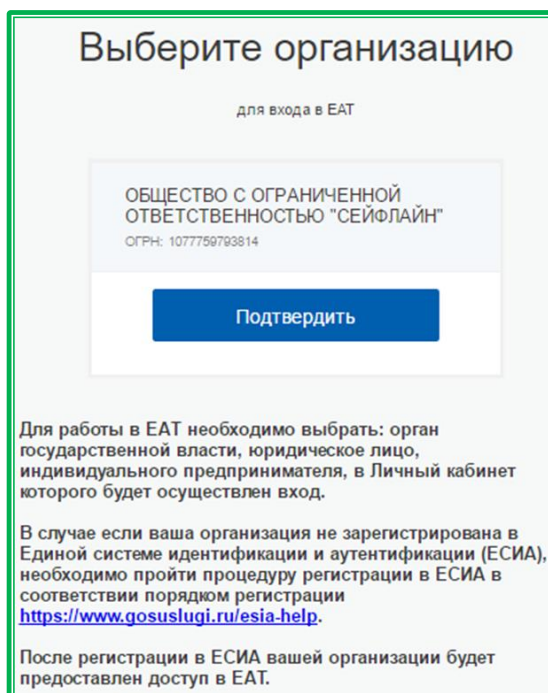 Выберите организацию
для входа в ЕАТ
ОБЩЕСТВО С ОГРАНИЧЕННОЙ
ОТВЕТСТВЕННОСТЬЮ "СЕЙФЛАЙН"
ОГРН: 1077759793814
Подтвердить
Для работы в ЕАТ необходимо выбрать: орган
государственной власти, юридическое лицо,
индивидуального предпринимателя, в Личный кабинет
которого будет осуществлен вход.
В случае если ваша организация не зарегистрирована в
Единой системе идентификации и аутентификации (ЕСИА),
необходимо пройти процедуру регистрации в ЕСИА в
соответствии порядком регистрации
https://www.gosuslugi.ru/esia-help.
После регистрации в ЕСИА вашей организации будет
предоставлен доступ в ЕАТ.